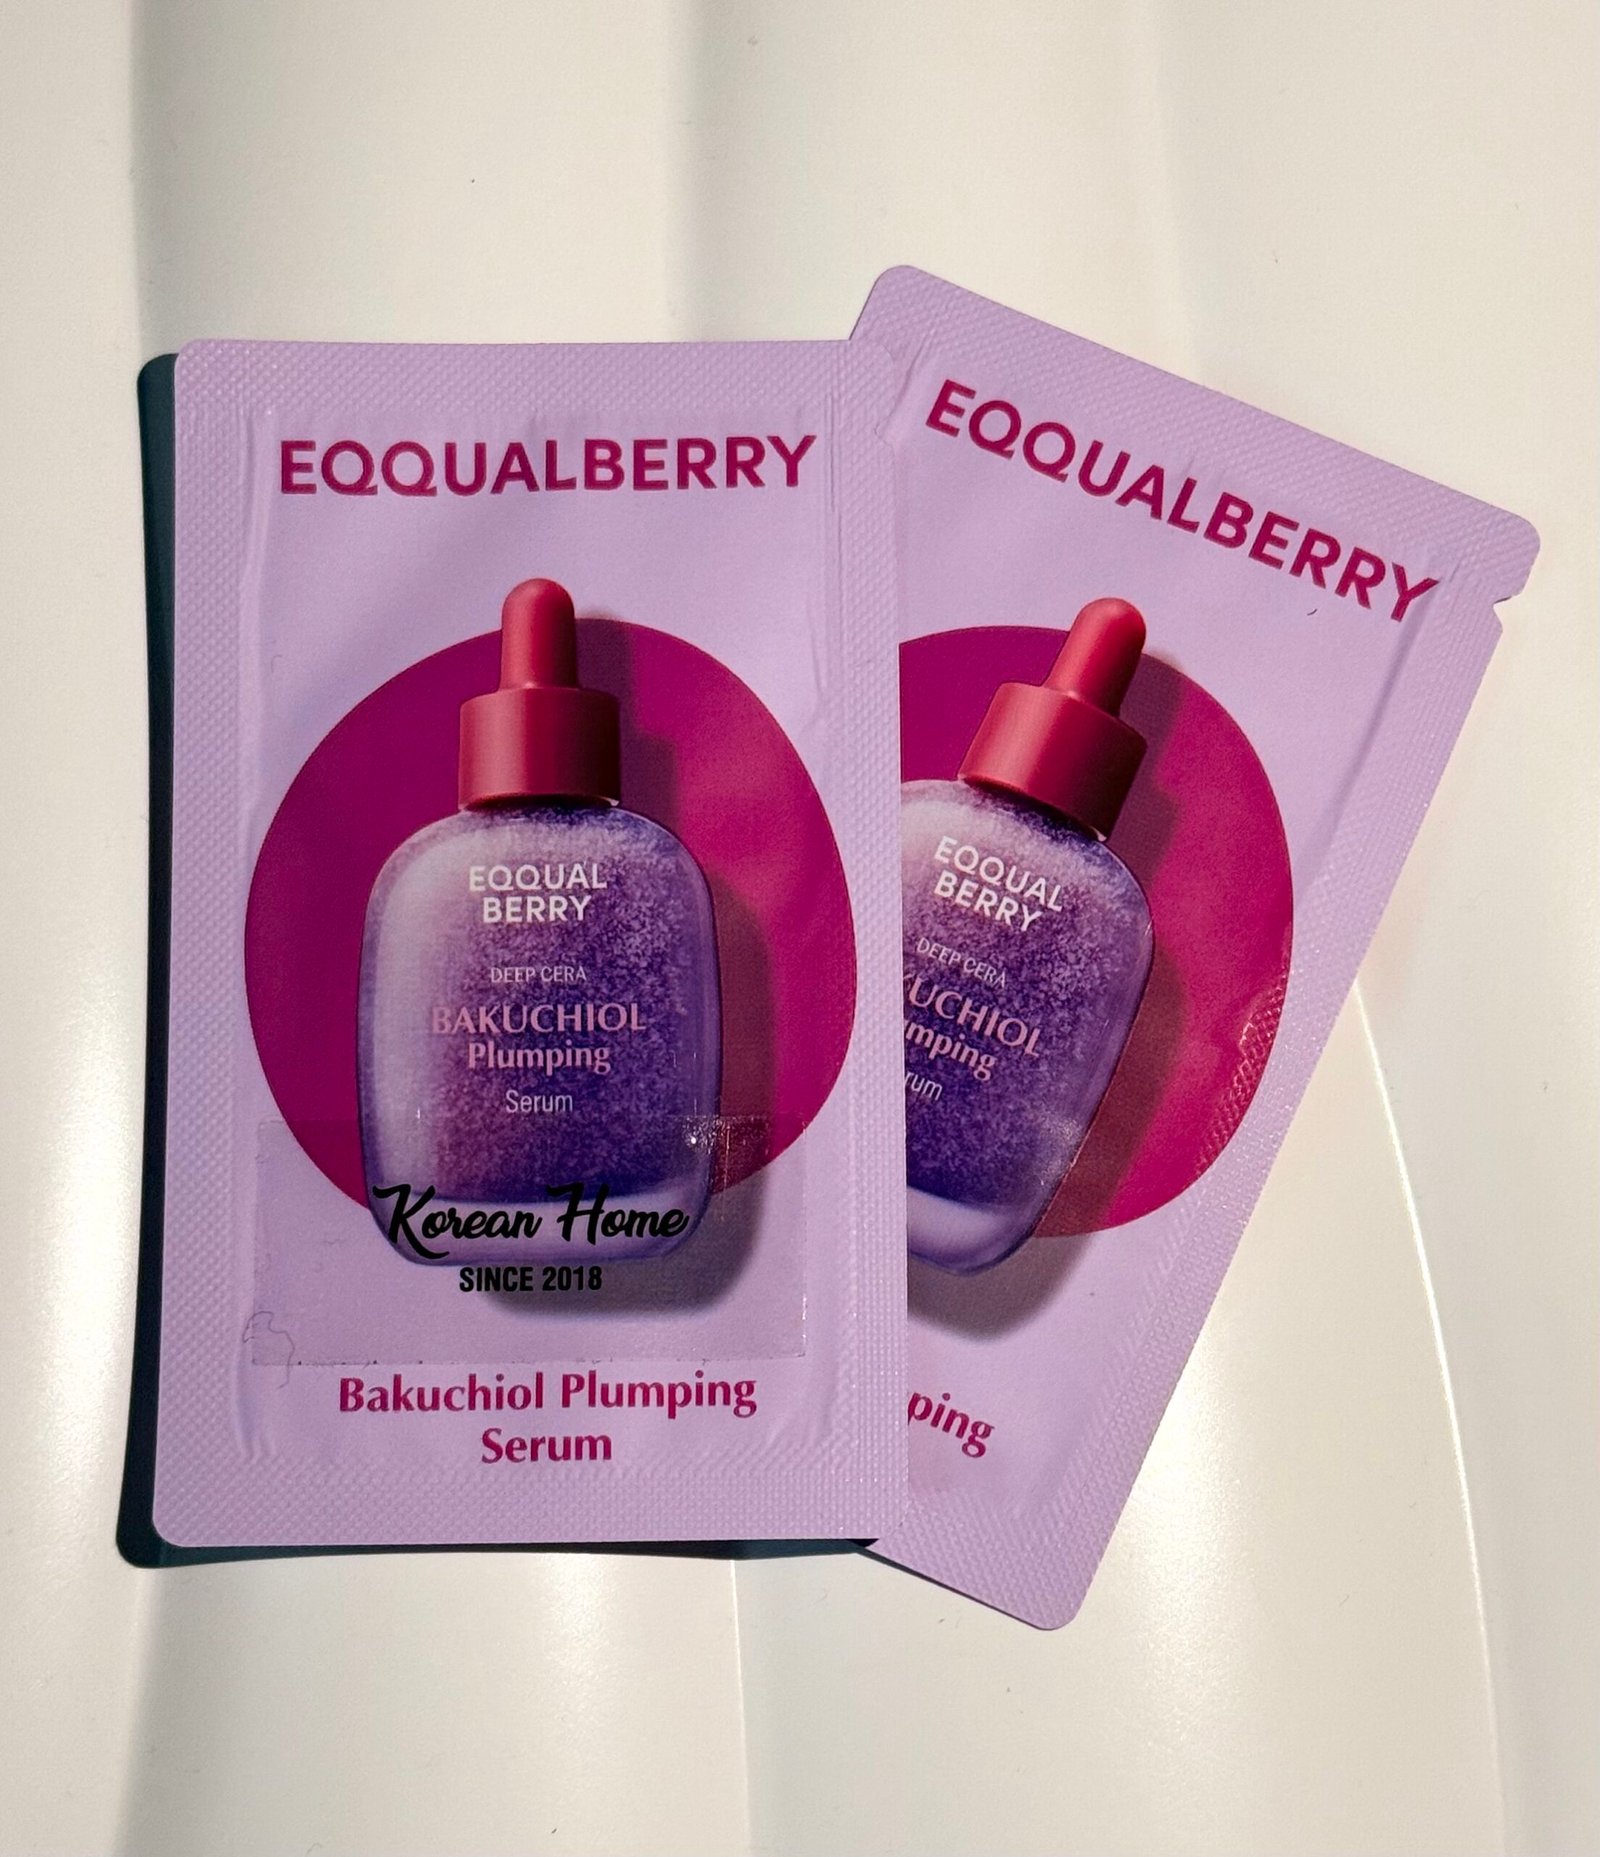 EQQUALBERRY
EQQUAL
BERRY
DEEP CERA
BAKUCHIOL
Plumping
Serum
Korean Home
SINCE 2018
Bakuchiol Plumping
Serum
EQQUALBERRY
EQQUAL
BERRY
DEEP CERA
KUCHIOL
umping
rum
ping